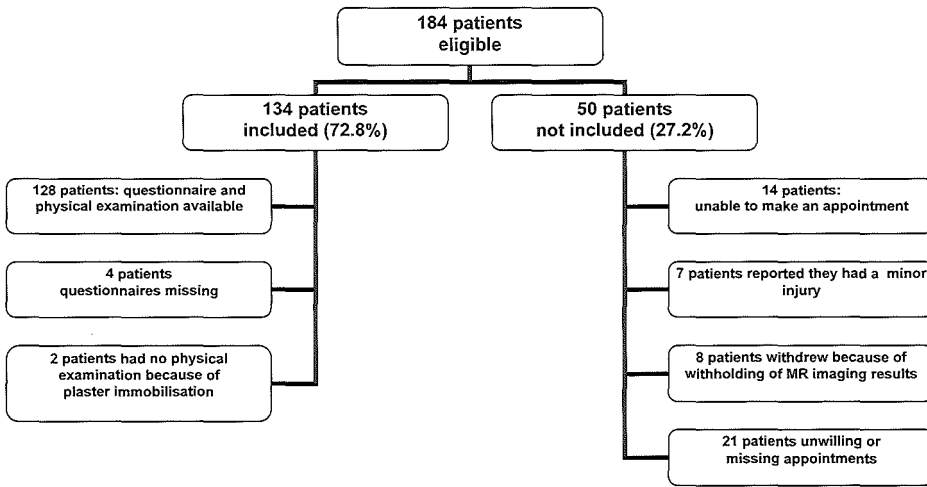 184 patients
eligible
134 patients
included (72.8%)
50 patients
not included (27.2%)
128 patients: questionnaire and
physical examination available
4 patients
questionnaires missing
2 patients had no physical
examination because of
plaster immobilisation
14 patients:
unable to make an appointment
7 patients reported they had a minor
injury
8 patients withdrew because of
withholding of MR imaging results
21 patients unwilling or
missing appointments